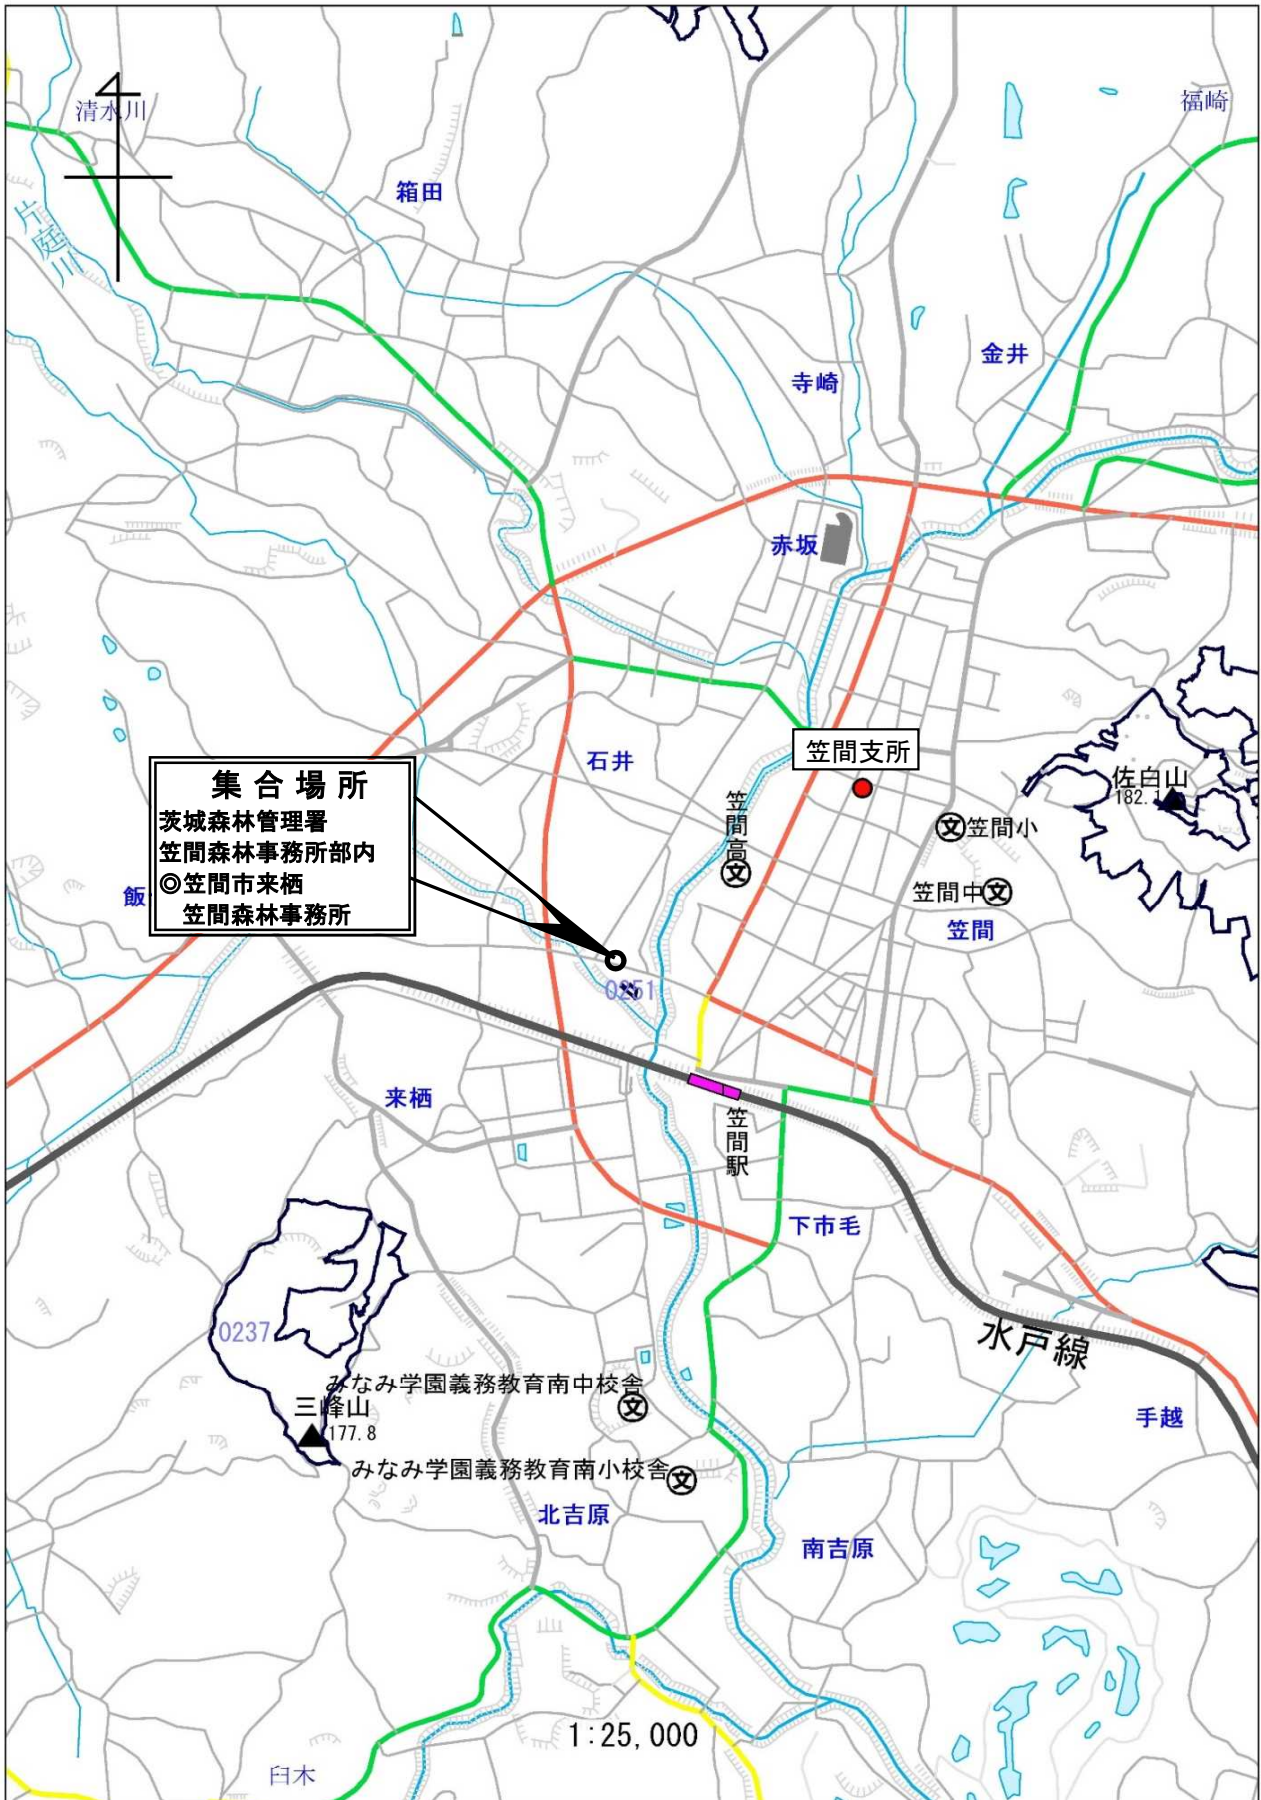 清水川
福崎
箱田
片庭川
金井
寺崎
赤坂
笠間支所
石井
集合場所
茨城森林管理署
笠間森林事務所部内
◎笠間市来栖
笠間森林事務所
飯
笠間高
文
佐白山
182.1
文笠間小
笠間中文
笠間
0251
来栖
笠間駅
下市毛
0237
水戸線
みなみ学園義務教育南中校舎
文
三峰山
177.8
手越
みなみ学園義務教育南小校舎
文
北吉原
南吉原
1:25,000
臼木